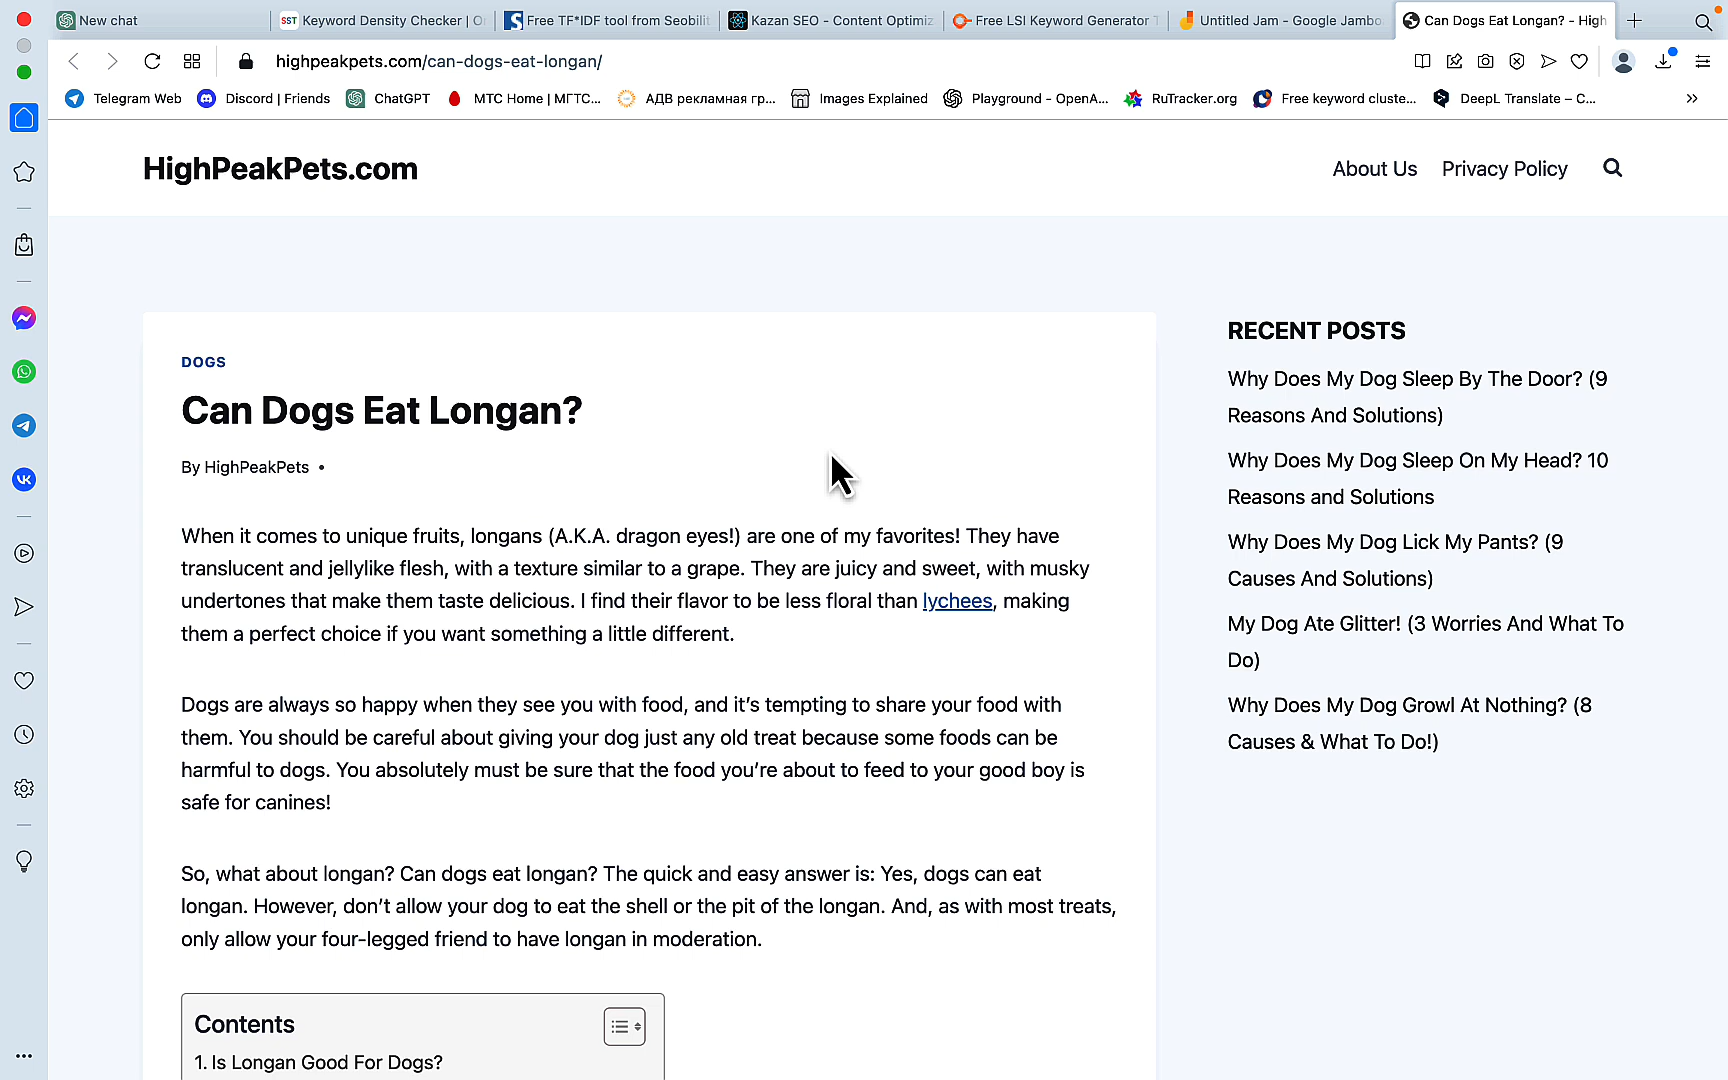 New chat
SST Keyword Density Checker | O
Free TF*IDF tool from Seobilit
Kazan SEO - Content Optimiz
Free LSI Keyword Generator T
Untitled Jam - Google Jambo
Can Dogs Eat Longan? - High
highpeakpets.com/can-dogs-eat-longan/
Telegram Web
Discord | Friends
ChatGPT
МТС Home | МГТС...
АДВ рекламная гр...
Images Explained
Playground - OpenA...
RuTracker.org
Free keyword cluste...
DeepL Translate – C...
HighPeakPets.com
About Us
Privacy Policy
DOGS
Can Dogs Eat Longan?
By HighPeakPets •
When it comes to unique fruits, longans (A.K.A. dragon eyes!) are one of my favorites! They have
translucent and jellylike flesh, with a texture similar to a grape. They are juicy and sweet, with musky
undertones that make them taste delicious. I find their flavor to be less floral than lychees, making
them a perfect choice if you want something a little different.
Dogs are always so happy when they see you with food, and it’s tempting to share your food with
them. You should be careful about giving your dog just any old treat because some foods can be
harmful to dogs. You absolutely must be sure that the food you’re about to feed to your good boy is
safe for canines!
So, what about longan? Can dogs eat longan? The quick and easy answer is: Yes, dogs can eat
longan. However, don’t allow your dog to eat the shell or the pit of the longan. And, as with most treats,
only allow your four-legged friend to have longan in moderation.
Contents
1. Is Longan Good For Dogs?
RECENT POSTS
Why Does My Dog Sleep By The Door? (9
Reasons And Solutions)
Why Does My Dog Sleep On My Head? 10
Reasons and Solutions
Why Does My Dog Lick My Pants? (9
Causes And Solutions)
My Dog Ate Glitter! (3 Worries And What To
Do)
Why Does My Dog Growl At Nothing? (8
Causes & What To Do!)